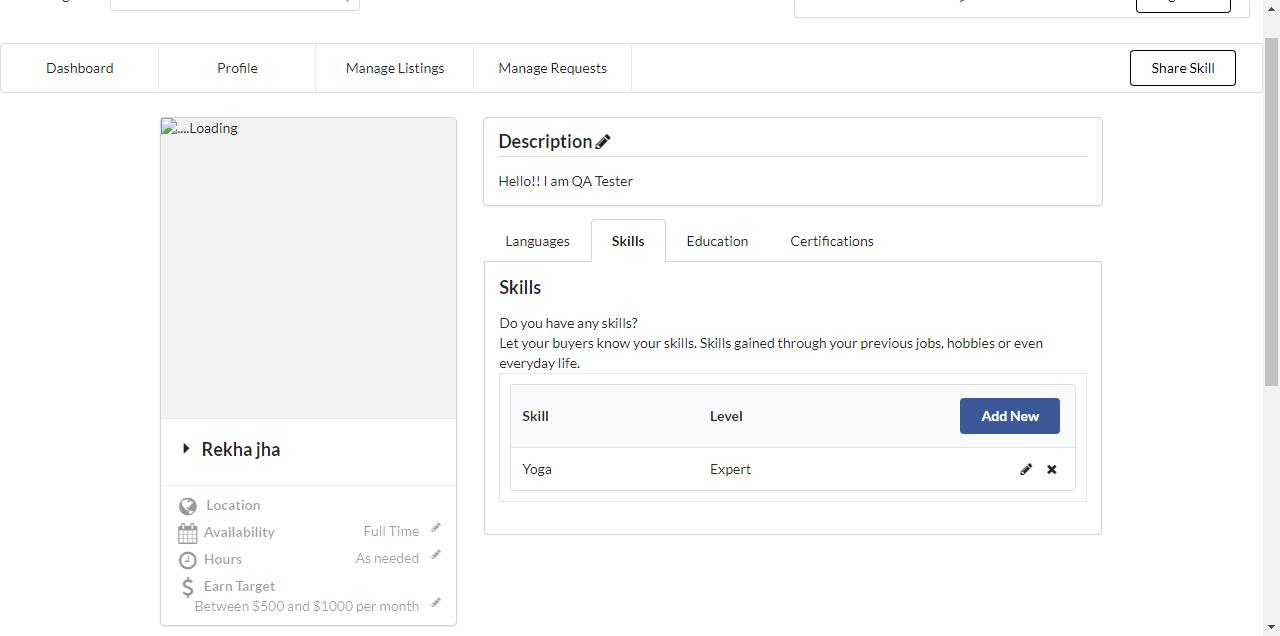 Dashboard
Profile
Manage Listings
Manage Requests
Share Skill
....Loading
Rekha jha
Location
Availability
Full Time
Hours
As needed
Earn Target
Between $500 and $1000 per month
Description
Hello!! I am QA Tester
Languages
Skills
Education
Certifications
Skills
Do you have any skills?
Let your buyers know your skills. Skills gained through your previous jobs, hobbies or even
everyday life.
Skill
Level
Add New
Yoga
Expert